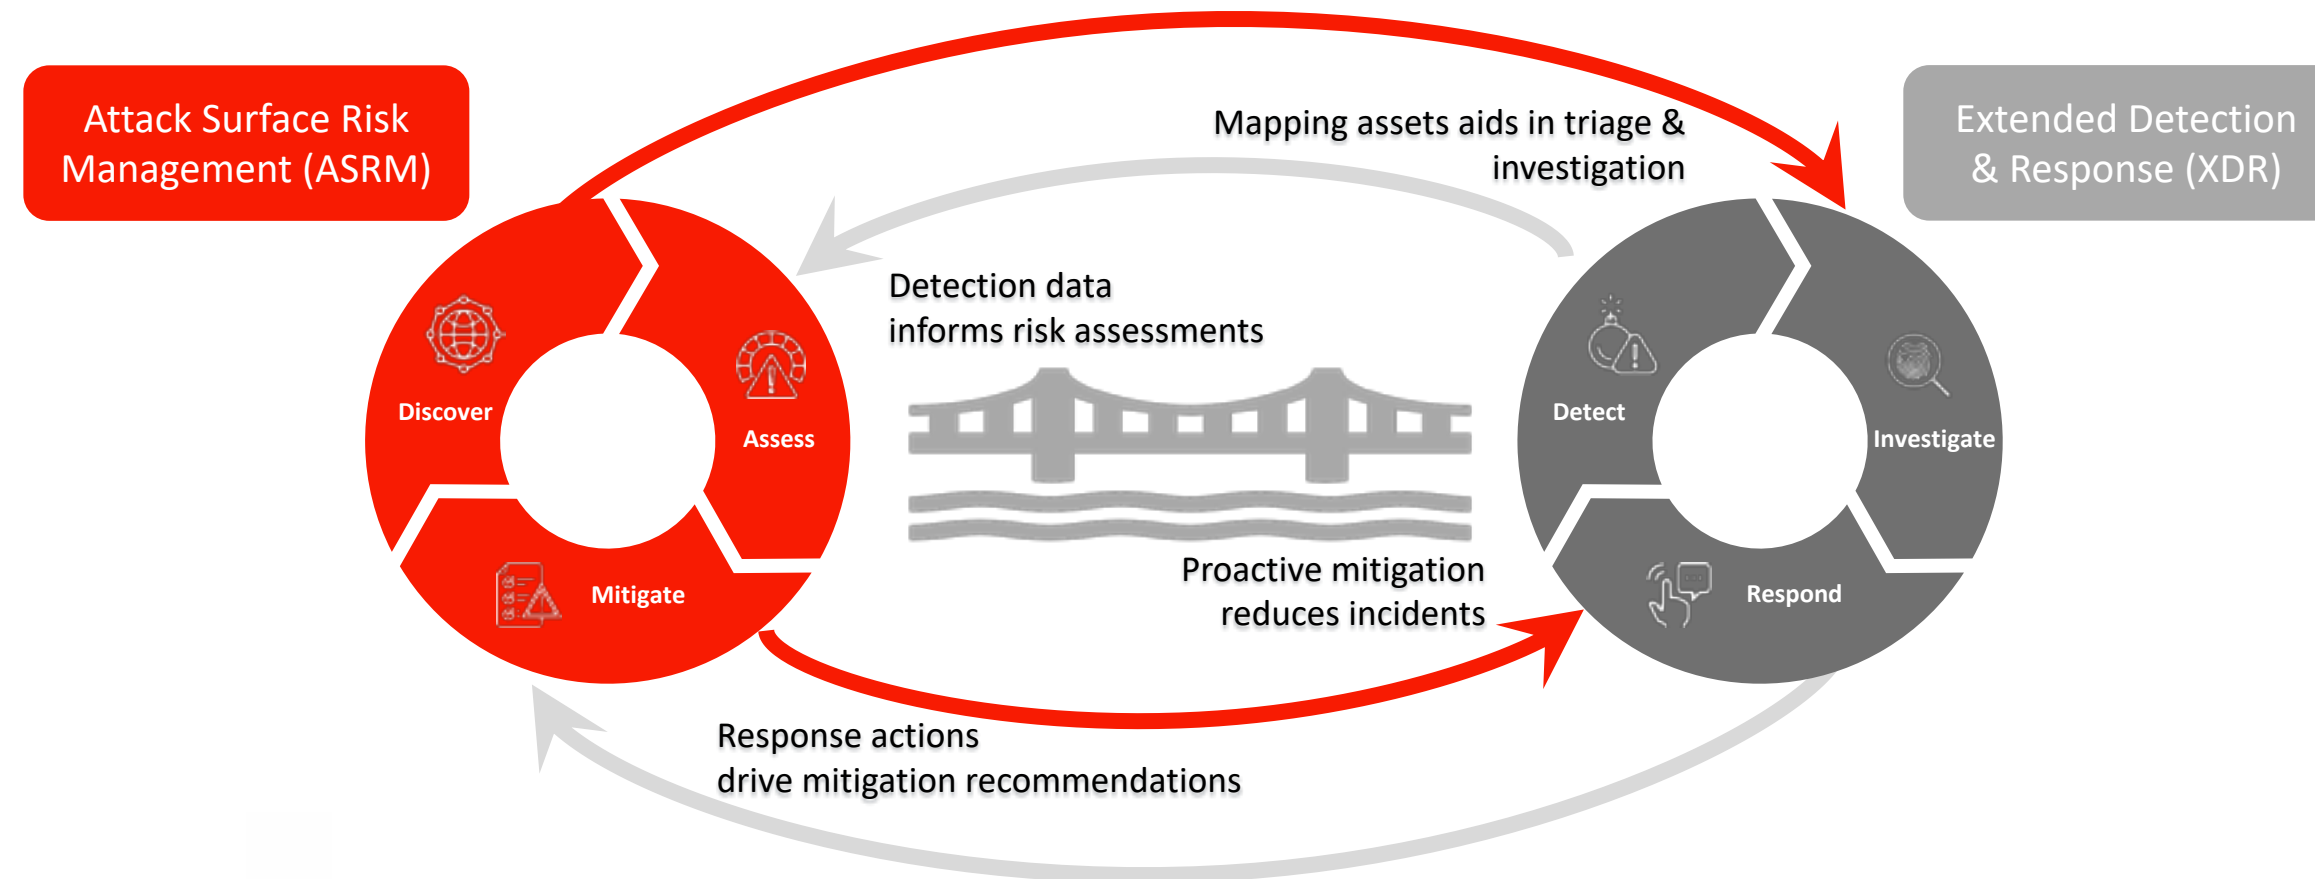 Attack Surface Risk
Management (ASRM)
Extended Detection
& Response (XDR)
Mapping assets aids in triage &
investigation
Detection data
informs risk assessments
Discover
Assess
Mitigate
Detect
Investigate
Respond
Proactive mitigation
reduces incidents
Response actions
drive mitigation recommendations